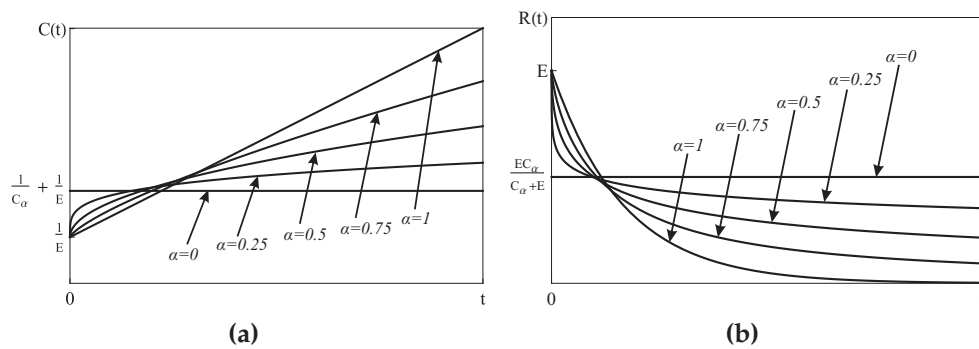 C(t)
1/Cα + 1/E
1/E
α=0
α=0.25
α=0.5
α=0.75
α=1
0
t
(a)
R(t)
E
ECα/Cα+E
α=0
α=0.25
α=0.5
α=0.75
α=1
0
(b)